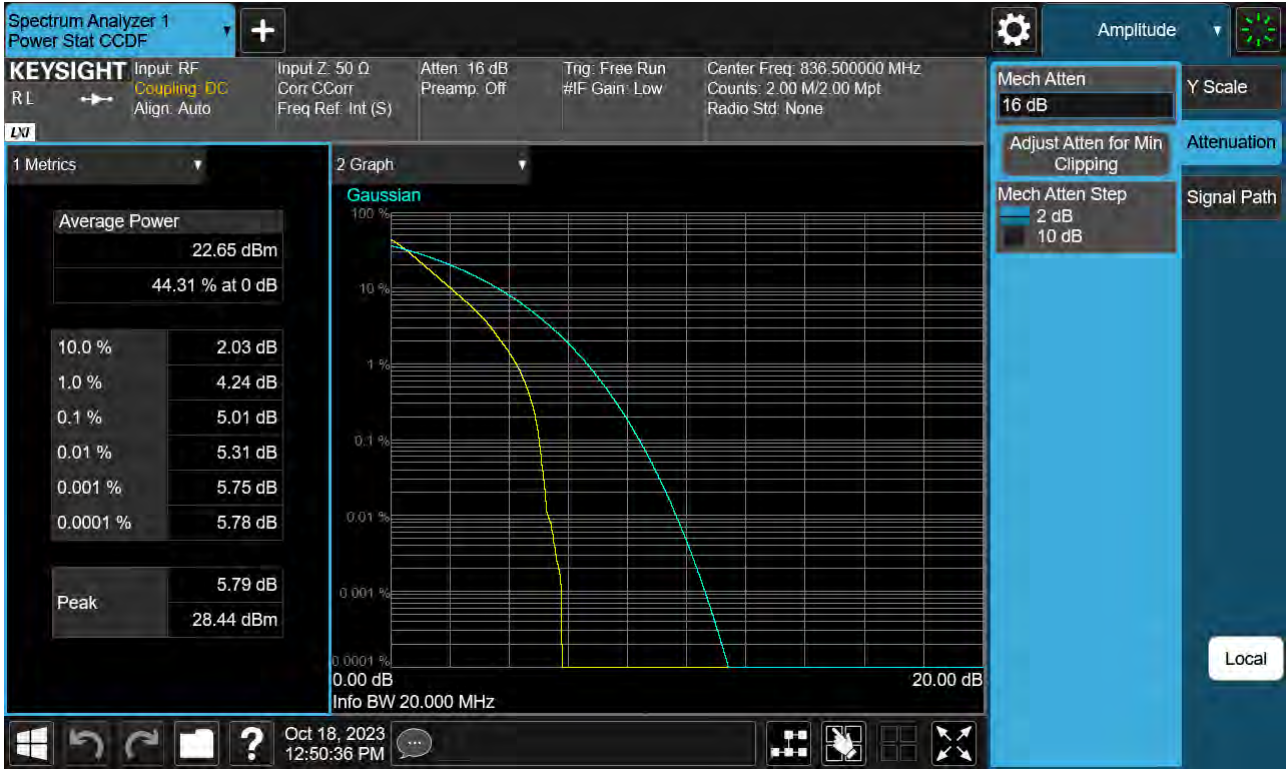 Spectrum Analyzer 1
Power Stat CCDF
+
Amplitude
KEYSIGHT
R L
LXI
Input: RF
Coupling: DC
Align: Auto
Input Z: 50 Ω
Corr CCorr
Freq Ref: Int (S)
Atten: 16 dB
Preamp: Off
Trig: Free Run
#IF Gain: Low
Center Freq: 836.500000 MHz
Counts: 2.00 M/2.00 Mpt
Radio Std: None
1 Metrics
Average Power
22.65 dBm
44.31 % at 0 dB
10.0 % 2.03 dB
1.0 % 4.24 dB
0.1 % 5.01 dB
0.01 % 5.31 dB
0.001 % 5.75 dB
0.0001 % 5.78 dB
Peak
5.79 dB
28.44 dBm
2 Graph
Gaussian
100 %
10 %
1 %
0.1 %
0.01 %
0.001 %
0.0001 %
0.00 dB 20.00 dB
Info BW 20.000 MHz
Mech Atten
16 dB
Adjust Atten for Min
Clipping
Mech Atten Step
2 dB
10 dB
Y Scale
Attenuation
Signal Path
Local
?
Oct 18, 2023
12:50:36 PM